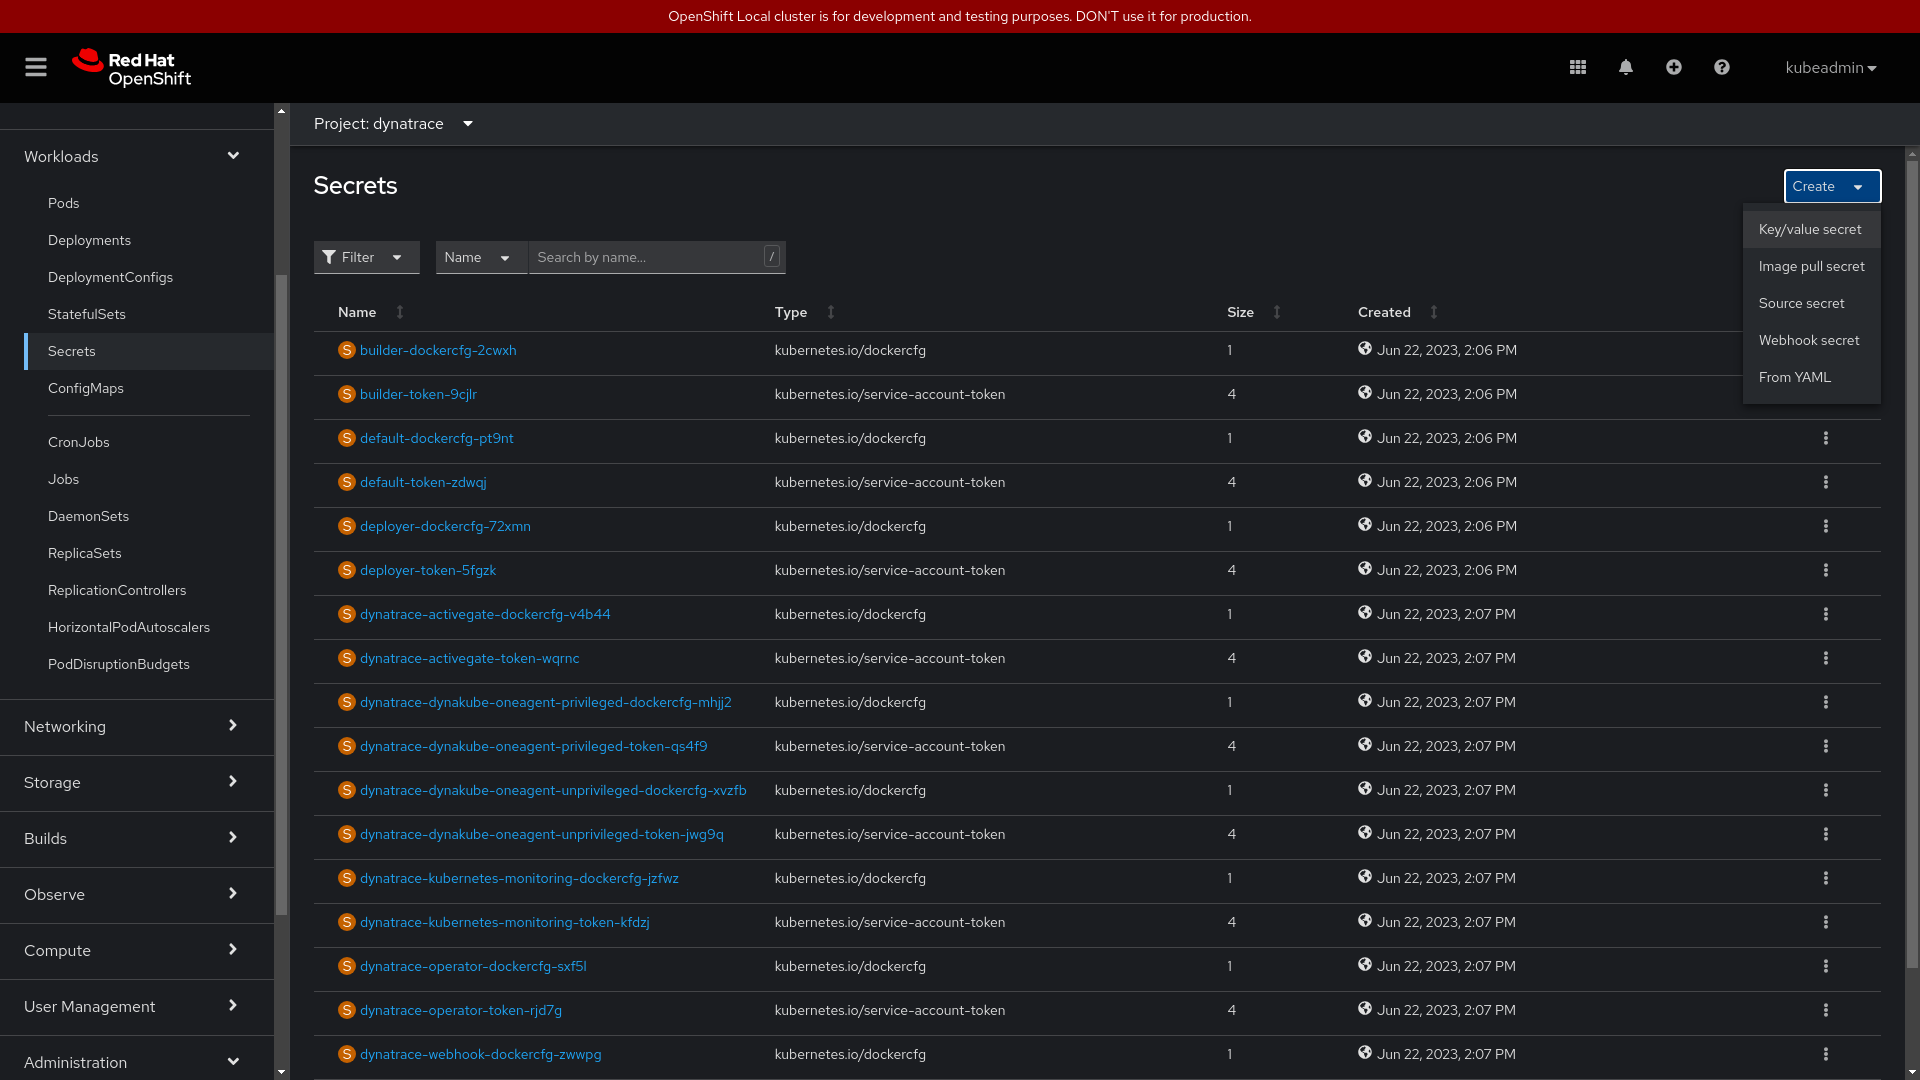 OpenShift Local cluster is for development and testing purposes. DON'T use it for production.
Red Hat
OpenShift
kubeadmin
Project: dynatrace
Workloads
Pods
Deployments
DeploymentConfigs
StatefulSets
Secrets
ConfigMaps
CronJobs
Jobs
DaemonSets
ReplicaSets
ReplicationControllers
HorizontalPodAutoscalers
PodDisruptionBudgets
Networking
Storage
Builds
Observe
Compute
User Management
Administration
Secrets
Create
Key/value secret
Image pull secret
Source secret
Webhook secret
From YAML
Filter Name Search by name... /
Name Type Size Created
S builder-dockercfg-2cwxh kubernetes.io/dockercfg 1 Jun 22, 2023, 2:06 PM
S builder-token-9cjlr kubernetes.io/service-account-token 4 Jun 22, 2023, 2:06 PM
S default-dockercfg-pt9nt kubernetes.io/dockercfg 1 Jun 22, 2023, 2:06 PM
S default-token-zdwqj kubernetes.io/service-account-token 4 Jun 22, 2023, 2:06 PM
S deployer-dockercfg-72xmn kubernetes.io/dockercfg 1 Jun 22, 2023, 2:06 PM
S deployer-token-5fgzk kubernetes.io/service-account-token 4 Jun 22, 2023, 2:06 PM
S dynatrace-activegate-dockercfg-v4b44 kubernetes.io/dockercfg 1 Jun 22, 2023, 2:07 PM
S dynatrace-activegate-token-wqrnc kubernetes.io/service-account-token 4 Jun 22, 2023, 2:07 PM
S dynatrace-dynakube-oneagent-privileged-dockercfg-mhjj2 kubernetes.io/dockercfg 1 Jun 22, 2023, 2:07 PM
S dynatrace-dynakube-oneagent-privileged-token-qs4f9 kubernetes.io/service-account-token 4 Jun 22, 2023, 2:07 PM
S dynatrace-dynakube-oneagent-unprivileged-dockercfg-xvzfb kubernetes.io/dockercfg 1 Jun 22, 2023, 2:07 PM
S dynatrace-dynakube-oneagent-unprivileged-token-jwg9q kubernetes.io/service-account-token 4 Jun 22, 2023, 2:07 PM
S dynatrace-kubernetes-monitoring-dockercfg-jzfwz kubernetes.io/dockercfg 1 Jun 22, 2023, 2:07 PM
S dynatrace-kubernetes-monitoring-token-kfdzj kubernetes.io/service-account-token 4 Jun 22, 2023, 2:07 PM
S dynatrace-operator-dockercfg-sxf5l kubernetes.io/dockercfg 1 Jun 22, 2023, 2:07 PM
S dynatrace-operator-token-rjd7g kubernetes.io/service-account-token 4 Jun 22, 2023, 2:07 PM
S dynatrace-webhook-dockercfg-zwwpg kubernetes.io/dockercfg 1 Jun 22, 2023, 2:07 PM